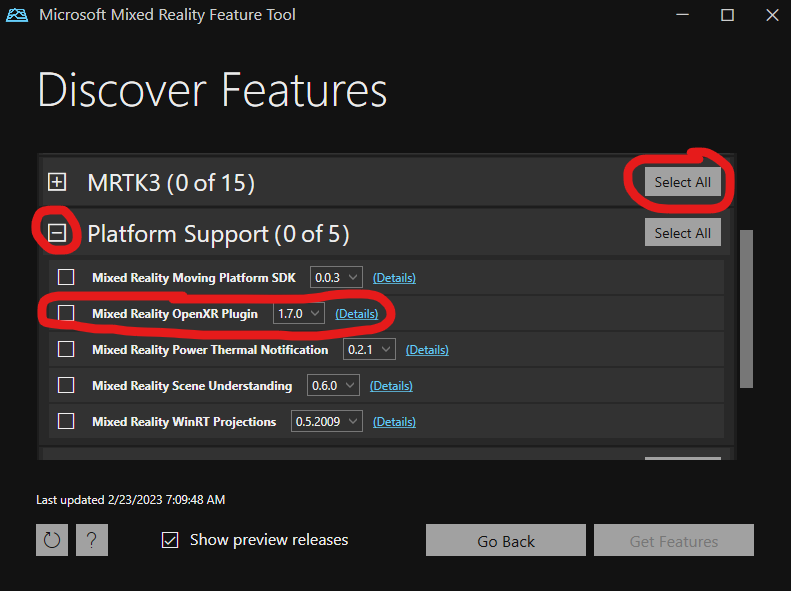 Microsoft Mixed Reality Feature Tool
Discover Features
MRTK3 (0 of 15) Select All
Platform Support (0 of 5) Select All
Mixed Reality Moving Platform SDK 0.0.3 (Details)
Mixed Reality OpenXR Plugin 1.7.0 (Details)
Mixed Reality Power Thermal Notification 0.2.1 (Details)
Mixed Reality Scene Understanding 0.6.0 (Details)
Mixed Reality WinRT Projections 0.5.2009 (Details)
Last updated 2/23/2023 7:09:48 AM
? Show preview releases Go Back Get Features